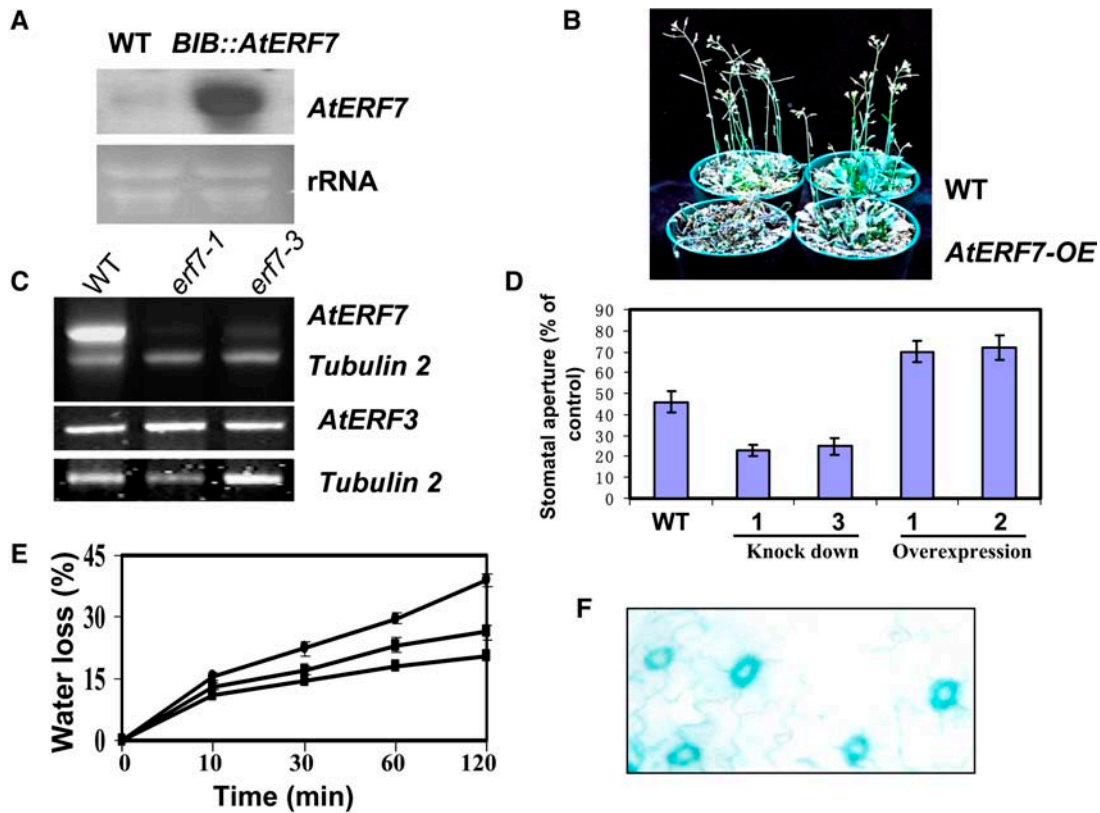 A
WT BIB::AtERF7
AtERF7
rRNA
B
WT
AtERF7-OE
C
WT erf7-1 erf7-3
AtERF7
Tubulin 2
AtERF3
Tubulin 2
D
Stomatal aperture (% of
control)
90
80
70
60
50
40
30
20
10
0
WT 1 3 1 2
Knock down Overexpression
E
Water loss (%)
45
30
15
0
0 10 30 60 120
Time (min)
F